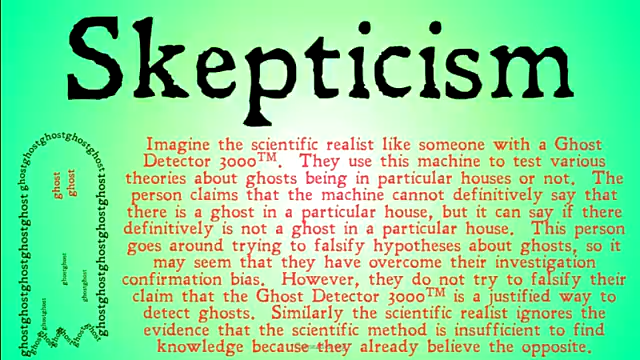 Skepticism
Imagine the scientific realist like someone with a Ghost
Detector 3000™. They use this machine to test various
theories about ghosts being in particular houses or not. The
person claims that the machine cannot definitively say that
there is a ghost in a particular house, but it can say if there
definitively is not a ghost in a particular house. This person
goes around trying to falsify hypotheses about ghosts, so it
may seem that they have overcome their investigation
confirmation bias. However, they do not try to falsify their
claim that the Ghost Detector 3000™ is a justified way to
detect ghosts. Similarly the scientific realist ignores the
evidence that the scientific method is insufficient to find
knowledge because they already believe the opposite.
ghostghostghostghostghostghostghostghostghostghostghost
ghost
ghost
ghostghost
ghostghost